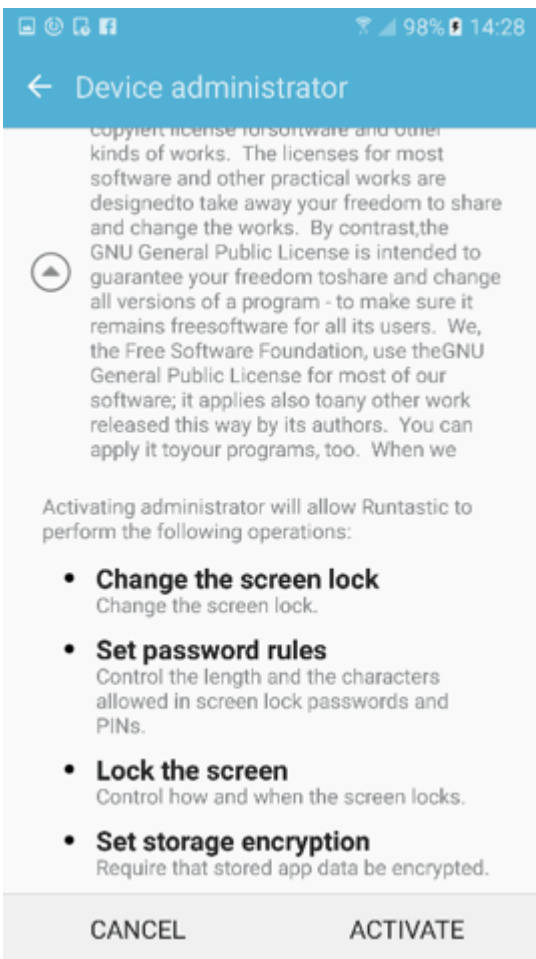 98% 14:28
Device administrator
copyleft license forsoftware and other
kinds of works. The licenses for most
software and other practical works are
designedto take away your freedom to share
and change the works. By contrast,the
GNU General Public License is intended to
guarantee your freedom toshare and change
all versions of a program - to make sure it
remains freesoftware for all its users. We,
the Free Software Foundation, use theGNU
General Public License for most of our
software; it applies also toany other work
released this way by its authors. You can
apply it toyour programs, too. When we
Activating administrator will allow Runtastic to
perform the following operations:
• Change the screen lock
Change the screen lock.
• Set password rules
Control the length and the characters
allowed in screen lock passwords and
PINs.
• Lock the screen
Control how and when the screen locks.
• Set storage encryption
Require that stored app data be encrypted.
CANCEL ACTIVATE